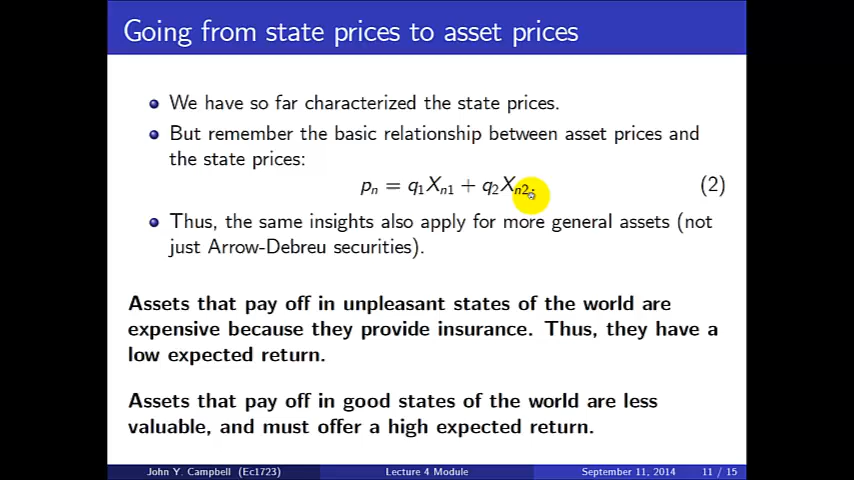 Going from state prices to asset prices
We have so far characterized the state prices.
But remember the basic relationship between asset prices and
the state prices:
pn = q1Xn1 + q2Xn2. (2)
Thus, the same insights also apply for more general assets (not
just Arrow-Debreu securities).
Assets that pay off in unpleasant states of the world are
expensive because they provide insurance. Thus, they have a
low expected return.
Assets that pay off in good states of the world are less
valuable, and must offer a high expected return.
John Y. Campbell (Ec1723) Lecture 4 Module September 11, 2014 11 / 15